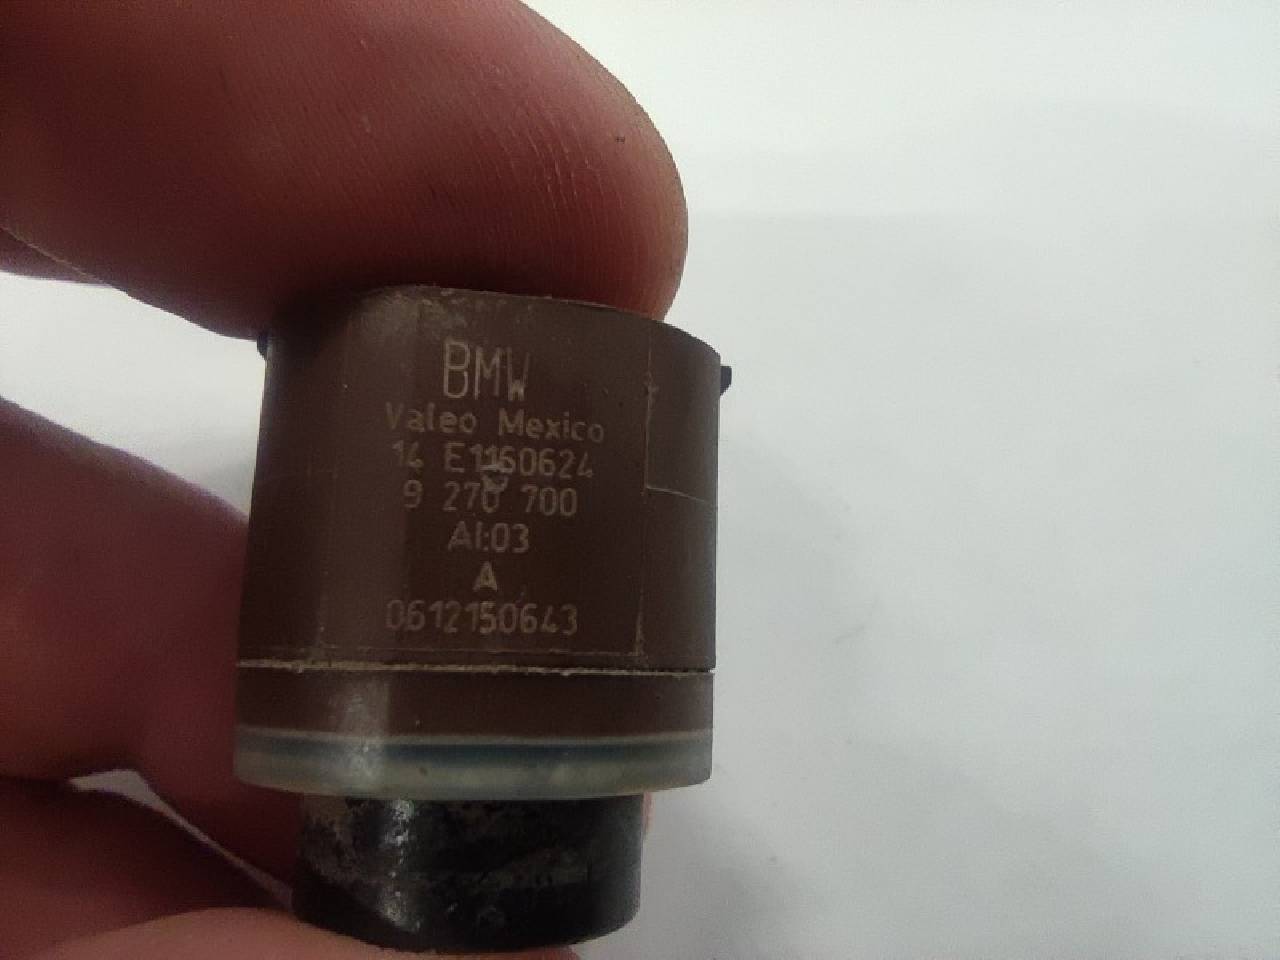 BMW
Valeo Mexico
14 E1160624
9 270 700
AI:03
A
0612150643